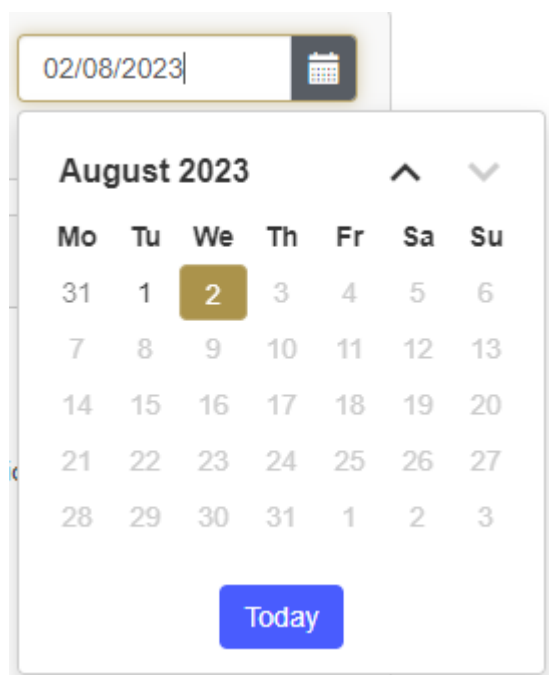 02/08/2023
August 2023
Mo Tu We Th Fr Sa Su
31 1 2 3 4 5 6
7 8 9 10 11 12 13
14 15 16 17 18 19 20
21 22 23 24 25 26 27
28 29 30 31 1 2 3
Today